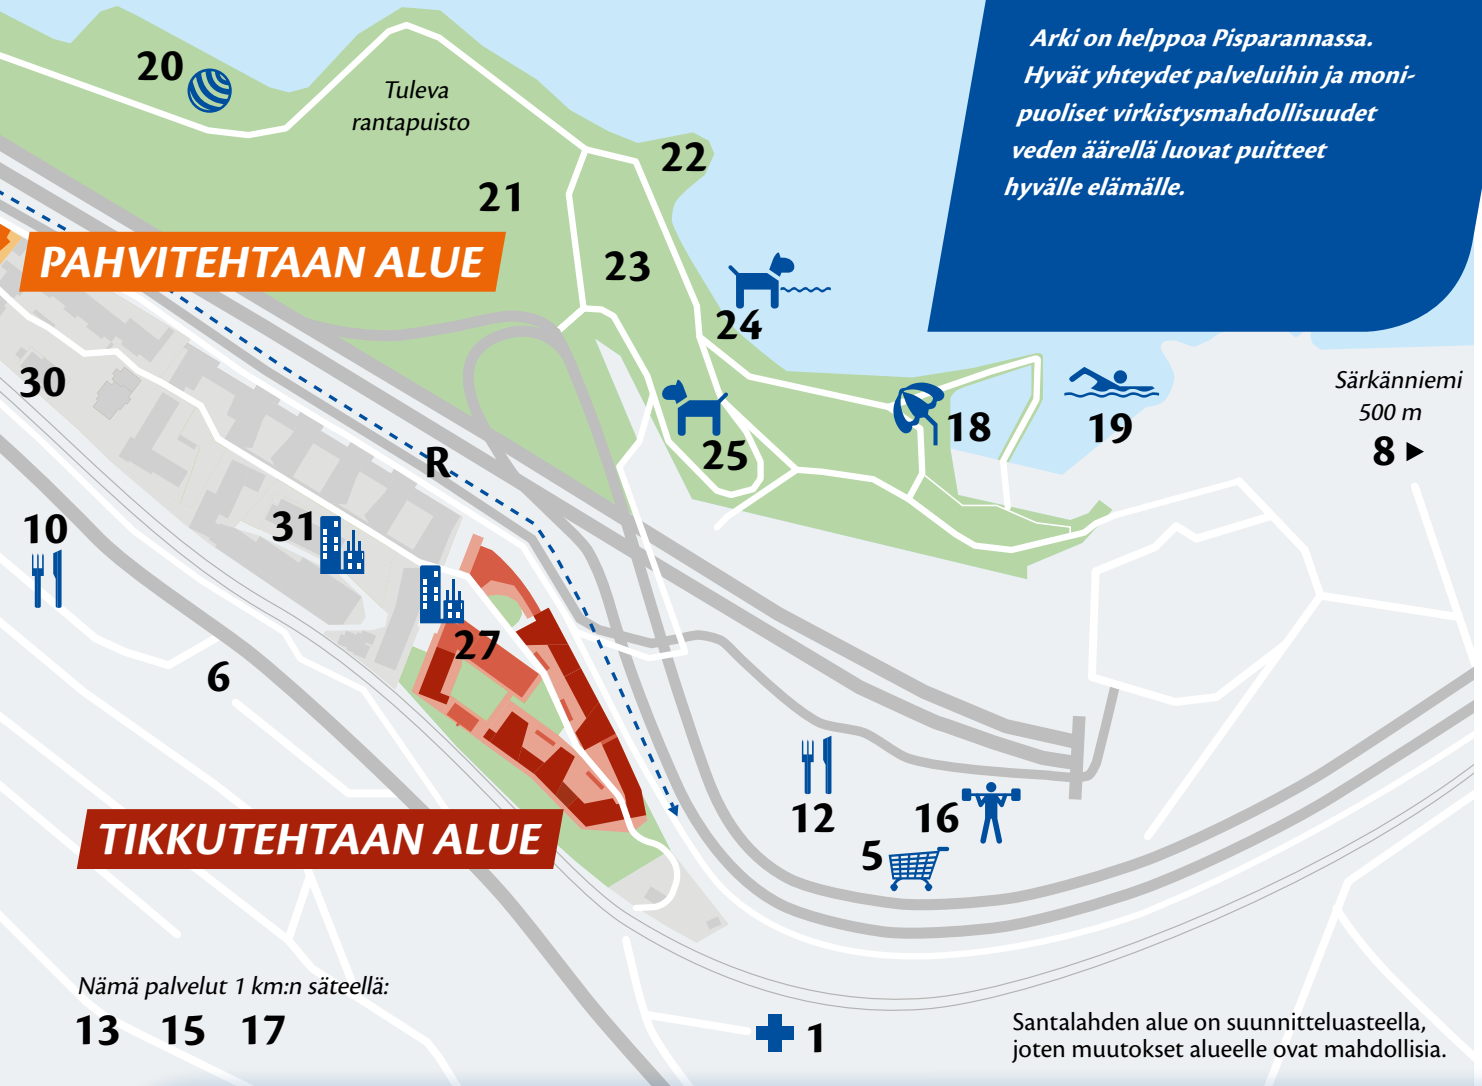 Arki on helppoa Pisparannassa.
Hyvät yhteydet palveluihin ja moni-
puoliset virkistysmahdollisuudet
veden äärellä luovat puitteet
hyvälle elämälle.
20
Tuleva
rantapuisto
22
21
23
PAHVITEHTAAN ALUE
24
30
Särkänniemi
500 m
8
18
19
25
R
10
31
27
6
12
16
5
TIKKUTEHTAAN ALUE
Nämä palvelut 1 km:n säteellä:
13 15 17
1
Santalahden alue on suunnitteluasteella,
joten muutokset alueelle ovat mahdollisia.